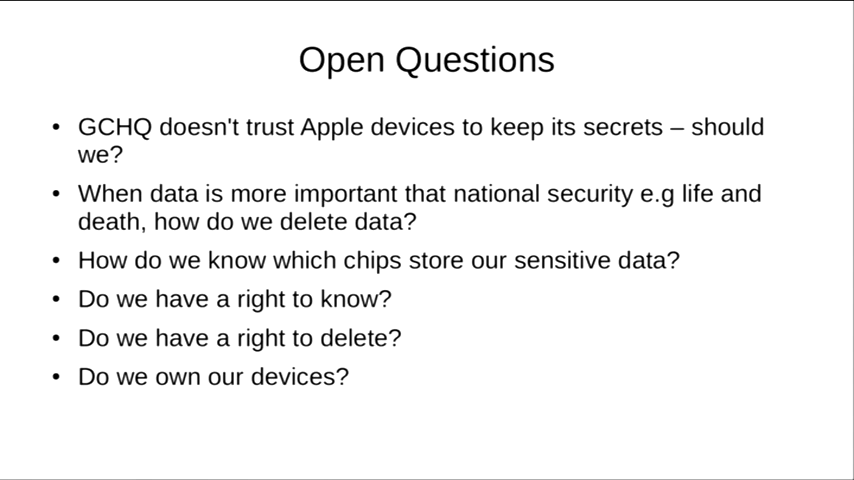 Open Questions
• GCHQ doesn't trust Apple devices to keep its secrets – should
we?
• When data is more important that national security e.g life and
death, how do we delete data?
• How do we know which chips store our sensitive data?
• Do we have a right to know?
• Do we have a right to delete?
• Do we own our devices?